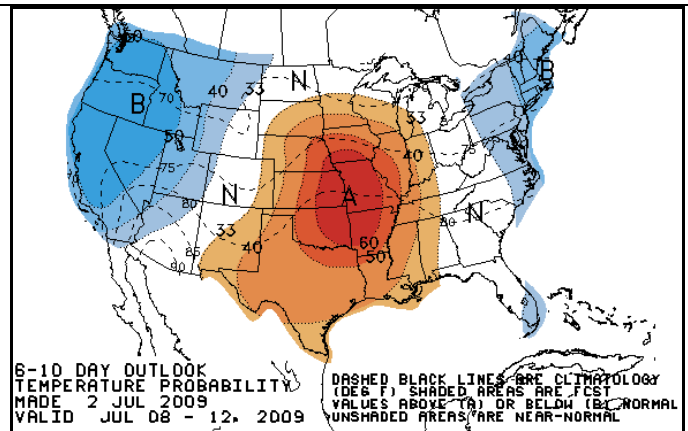 60
N
40
33
40
B
B
70
33
50
40
75
A
N
80
N
33
80
40
60
85
50
90
6-10 DAY OUTLOOK
TEMPERATURE PROBABILITY
MADE 2 JUL 2009
VALID JUL 08 - 12, 2009
DASHED BLACK LINES ARE CLIMATOLOGY
(DEG F) SHADED AREAS ARE FCST
VALUES ABOVE (A) OR BELOW (B) NORMAL
UNSHADED AREAS ARE NEAR-NORMAL